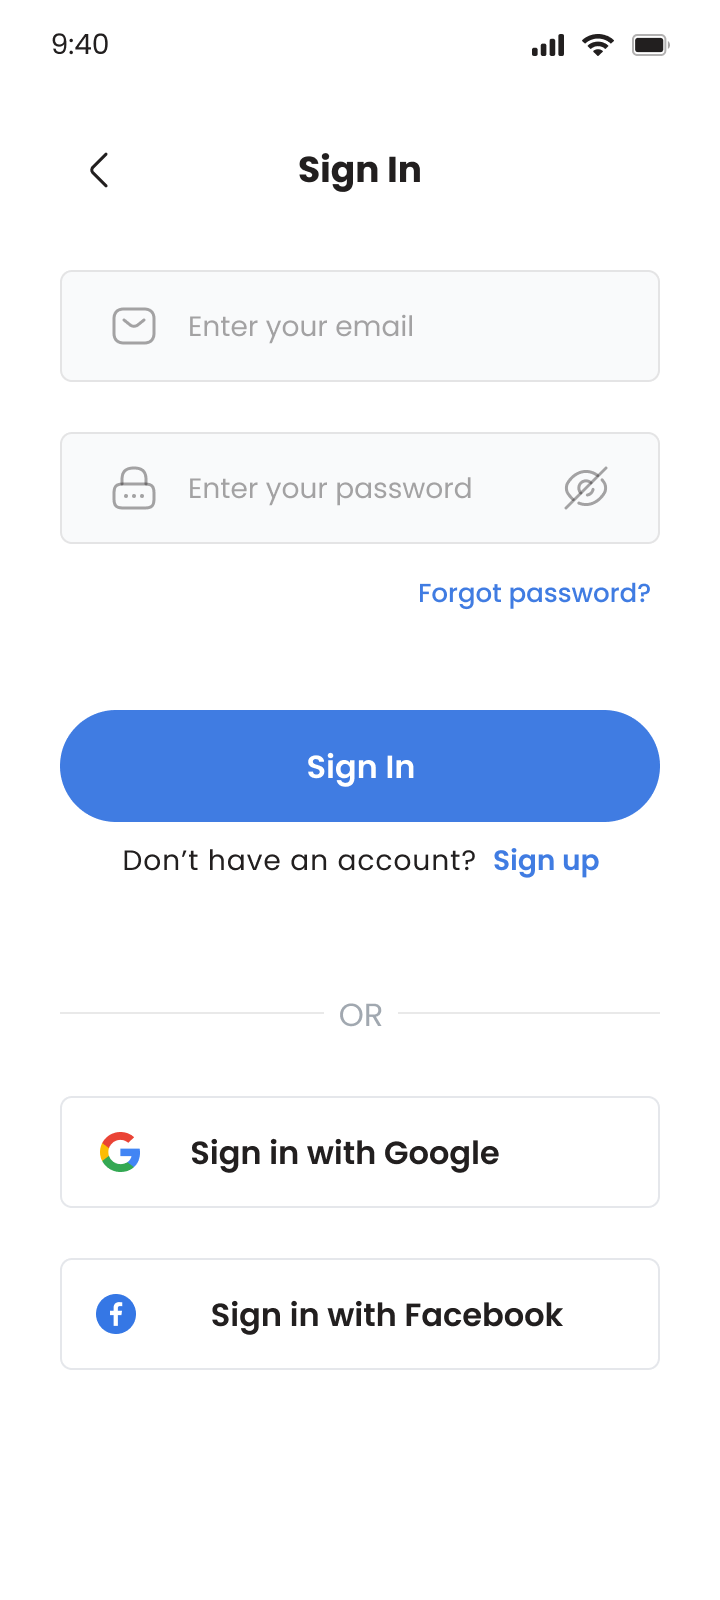 9:40
Sign In
Enter your email
Enter your password
Forgot password?
Sign In
Don’t have an account? Sign up
OR
Sign in with Google
Sign in with Facebook